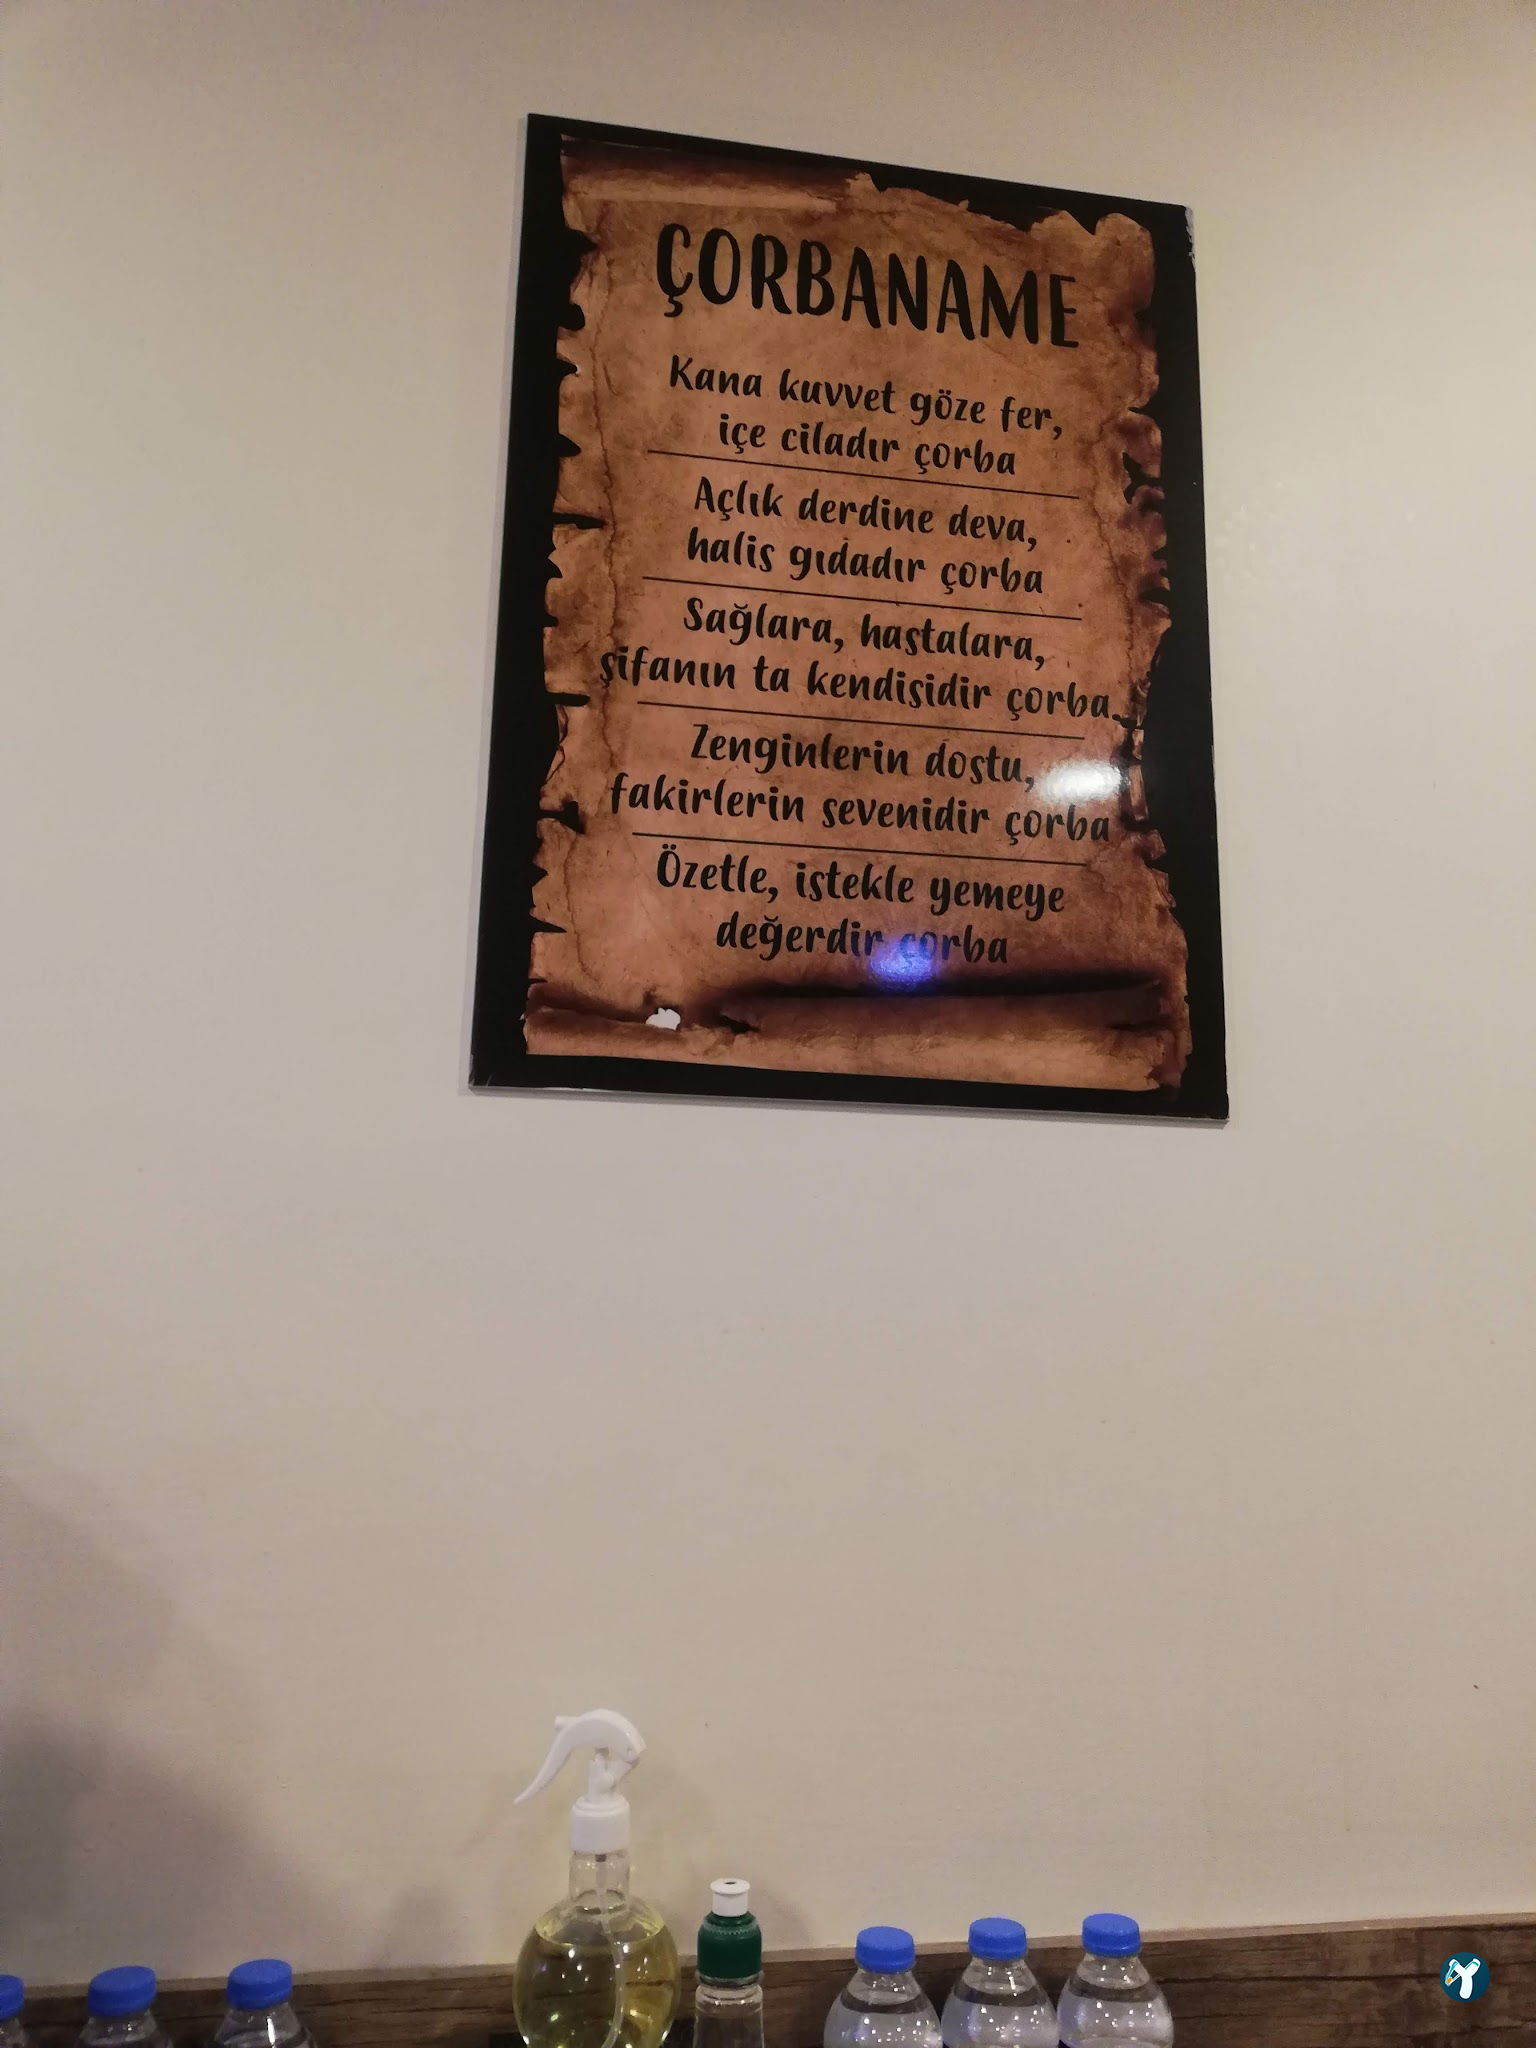 ÇORBANAME
Kana kuvvet göze fer,
içe ciladır çorba
Açlık derdine deva,
halis gıdadır çorba
Sağlara, hastalara,
şifanın ta kendisidir çorba.
Zenginlerin dostu,
fakirlerin sevenidir çorba
Özetle, istekle yemeye
değerdir çorba